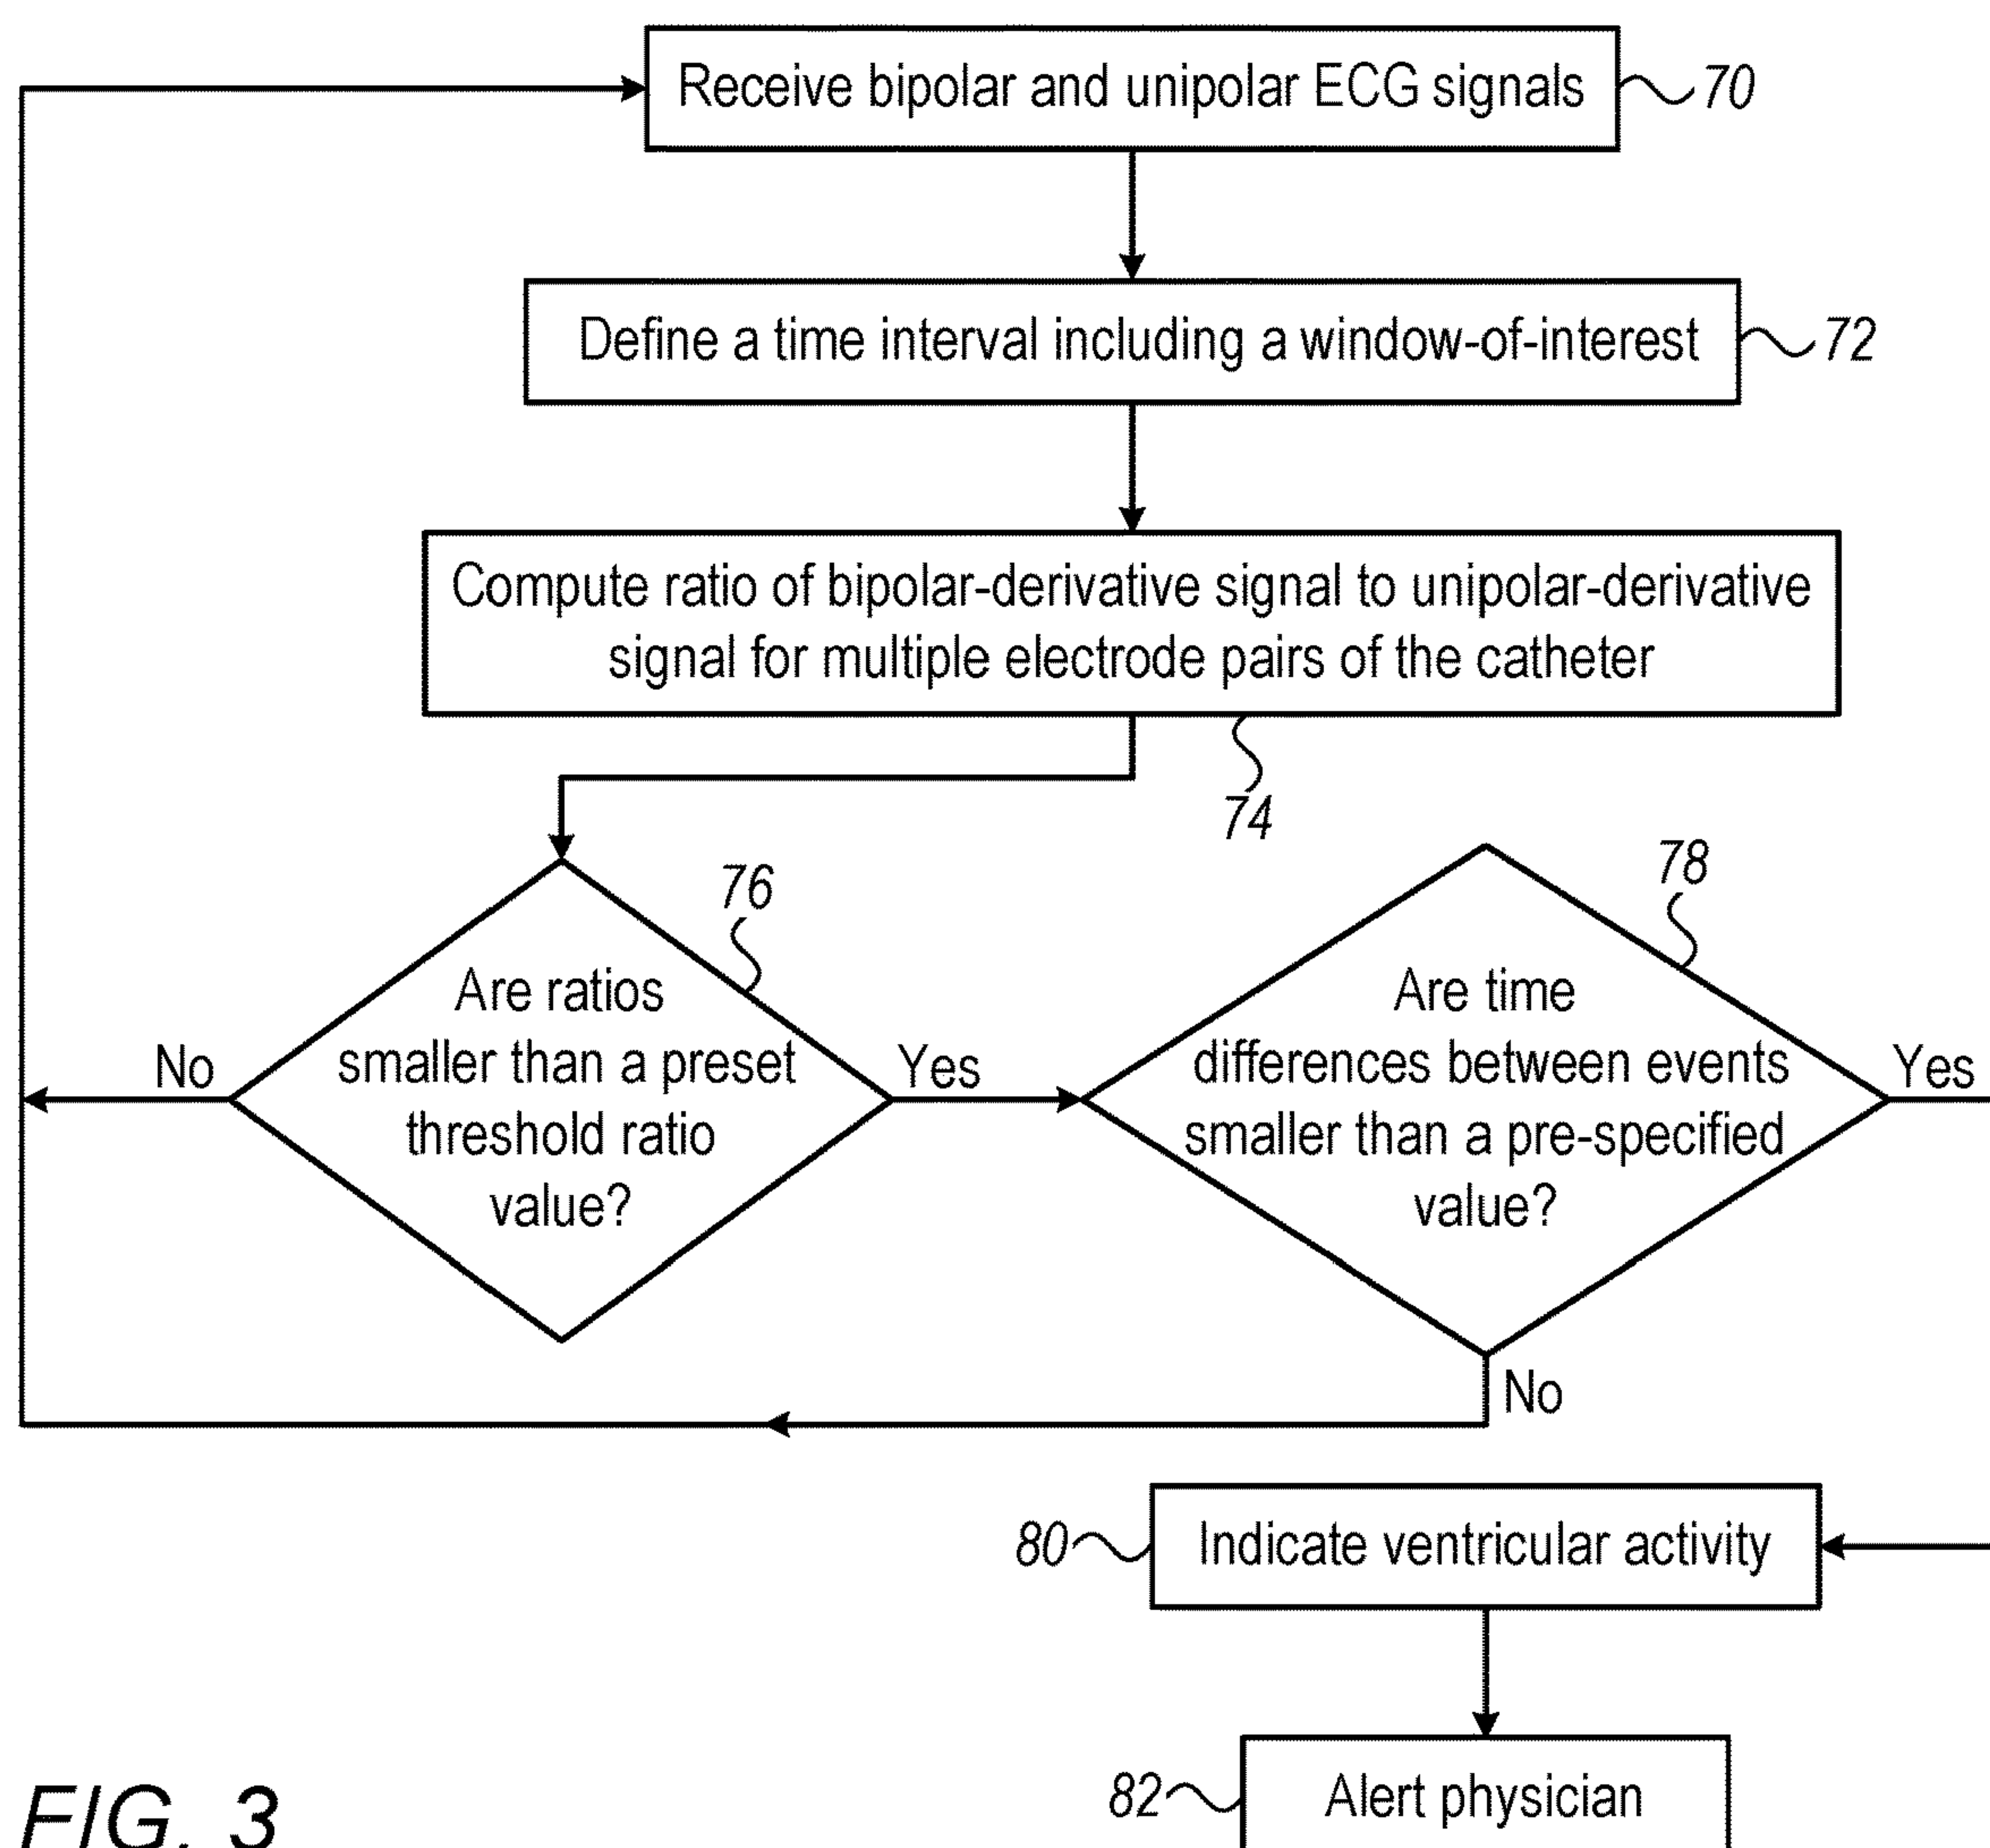 Receive bipolar and unipolar ECG signals
70
Define a time interval including a window-of-interest
72
Compute ratio of bipolar-derivative signal to unipolar-derivative
signal for multiple electrode pairs of the catheter
74
76
Are ratios
smaller than a preset
threshold ratio
value?
No
Yes
78
Are time
differences between events
smaller than a pre-specified
value?
Yes
No
80
Indicate ventricular activity
82
Alert physician
FIG. 3